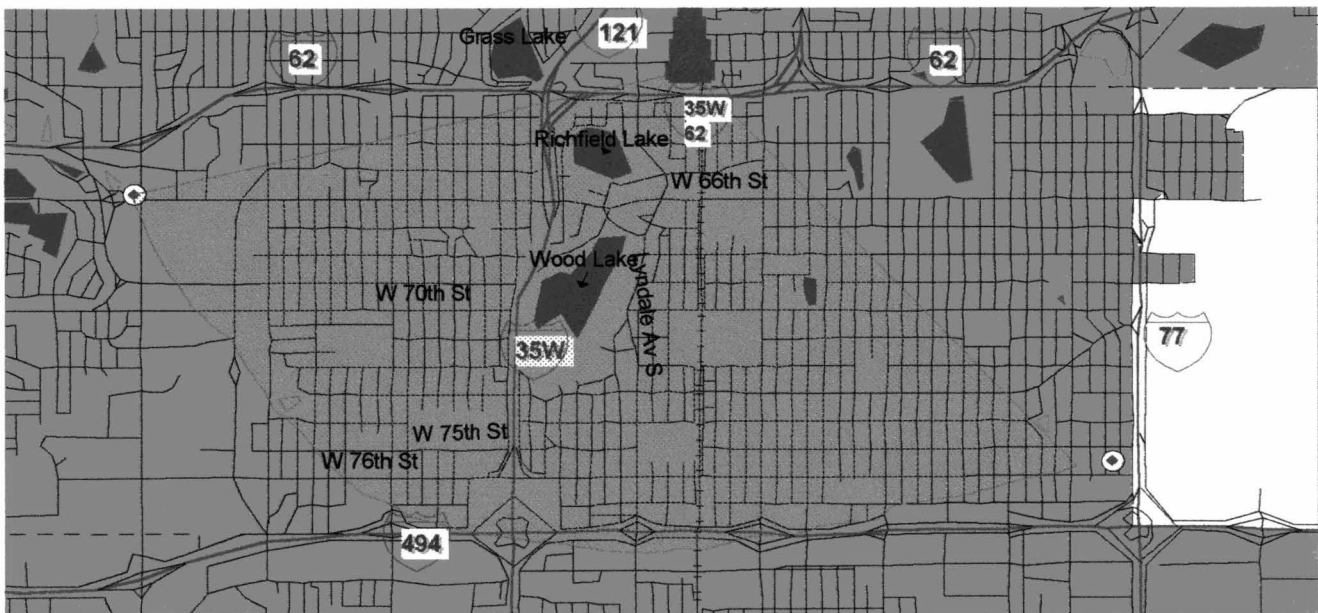 Grass Lake
121
62
62
35W
62
Richfield Lake
W 66th St
Wood Lake
Lyndale Av S
W 70th St
77
35W
W 75th St
W 76th St
494